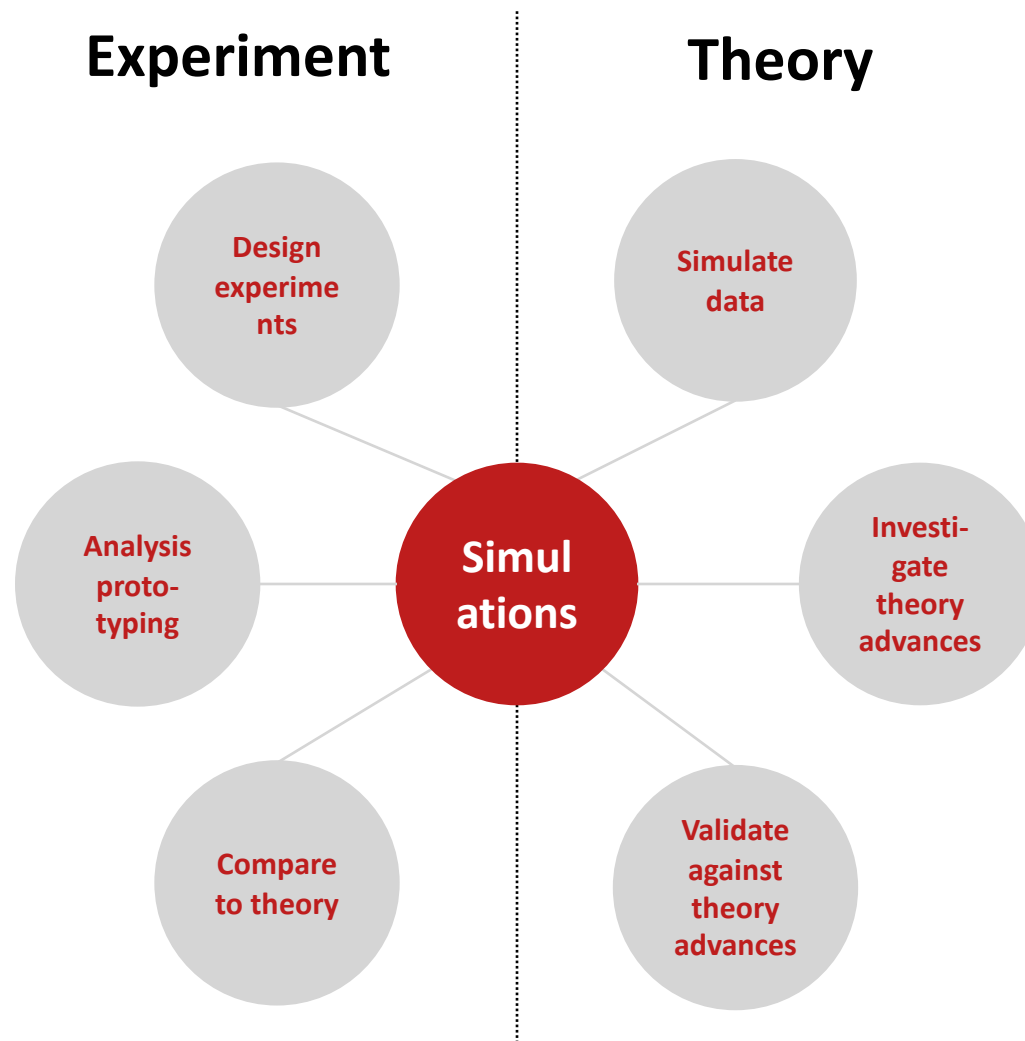 Experiment
Theory
Design
experime
nts
Simulate
data
Analysis
proto-
typing
Simul
ations
Investi-
gate
theory
advances
Compare
to theory
Validate
against
theory
advances